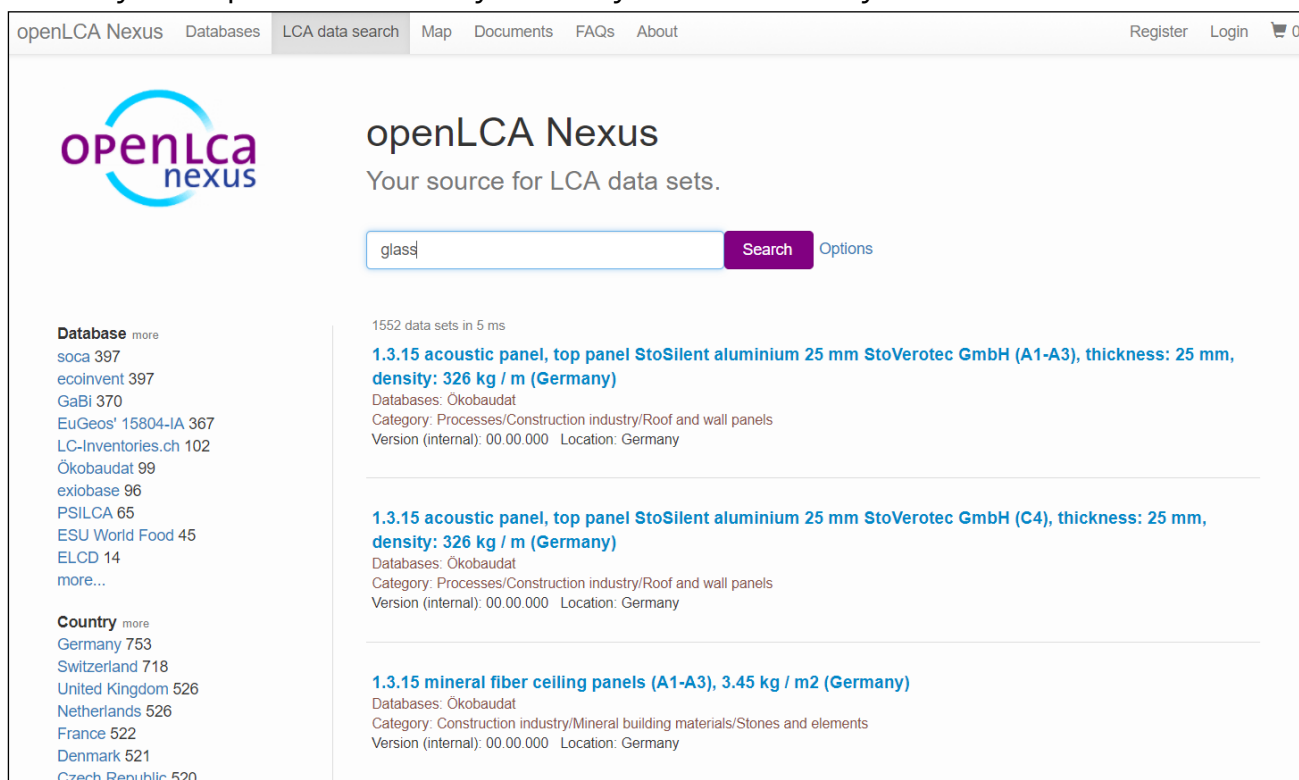 openLCA Nexus Databases LCA data search Map Documents FAQs About Register Login 0
openLCA
nexus
openLCA Nexus
Your source for LCA data sets.
glass Search Options
1552 data sets in 5 ms
1.3.15 acoustic panel, top panel StoSilent aluminium 25 mm StoVerotec GmbH (A1-A3), thickness: 25 mm,
density: 326 kg / m (Germany)
Databases: Ökobaudat
Category: Processes/Construction industry/Roof and wall panels
Version (internal): 00.00.000 Location: Germany
1.3.15 acoustic panel, top panel StoSilent aluminium 25 mm StoVerotec GmbH (C4), thickness: 25 mm,
density: 326 kg / m (Germany)
Databases: Ökobaudat
Category: Processes/Construction industry/Roof and wall panels
Version (internal): 00.00.000 Location: Germany
1.3.15 mineral fiber ceiling panels (A1-A3), 3.45 kg / m2 (Germany)
Databases: Ökobaudat
Category: Construction industry/Mineral building materials/Stones and elements
Version (internal): 00.00.000 Location: Germany
Database more
soca 397
ecoinvent 397
GaBi 370
EuGeos' 15804-IA 367
LC-Inventories.ch 102
Ökobaudat 99
exiobase 96
PSILCA 65
ESU World Food 45
ELCD 14
more...
Country more
Germany 753
Switzerland 718
United Kingdom 526
Netherlands 526
France 522
Denmark 521
Czech Republic 520